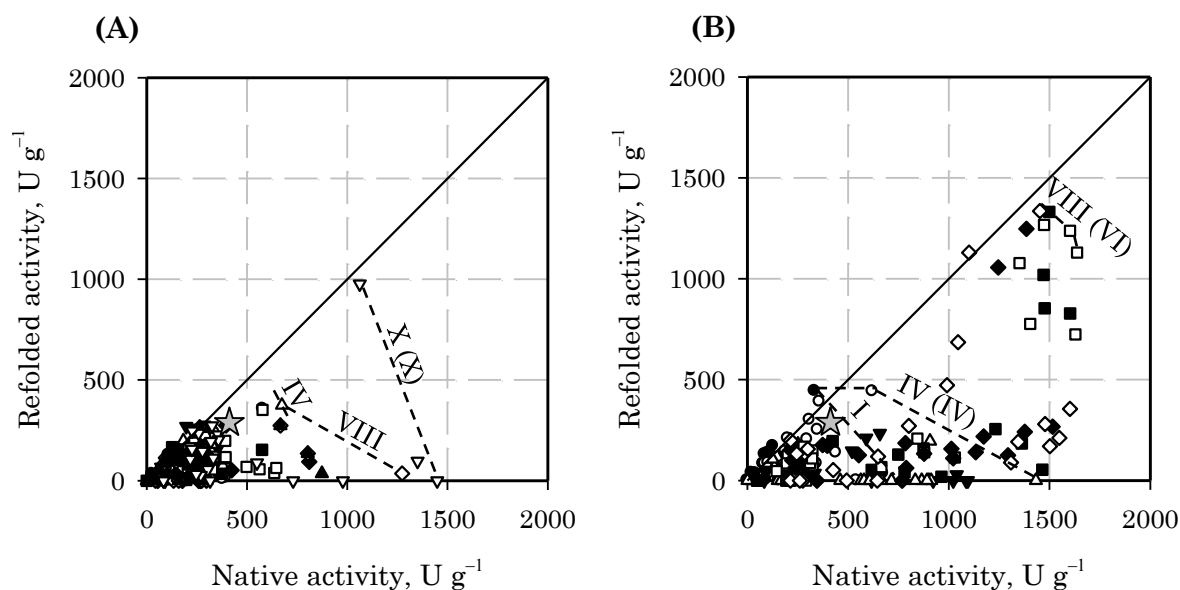 (A)
2000
1500
1000
500
0
0 500 1000 1500 2000
Refolded activity, U g⁻¹
Native activity, U g⁻¹
X (X)
IV
VIII
(B)
2000
1500
1000
500
0
0 500 1000 1500 2000
Refolded activity, U g⁻¹
Native activity, U g⁻¹
VIII (VI)
IV (IV)
I